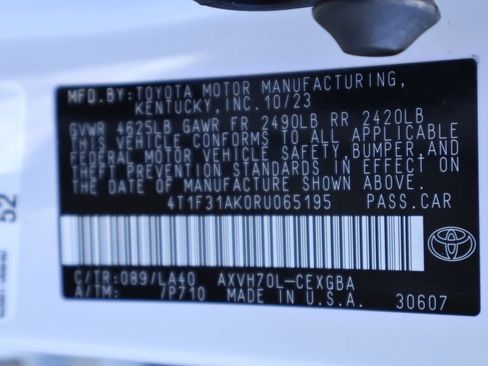 MFD.BY:TOYOTA MOTOR MANUFACTURING,
KENTUCKY,INC.10/23
GVWR 4625LB GAWR FR 2490LB RR 2420LB
THIS VEHICLE CONFORMS TO ALL APPLICABLE
FEDERAL MOTOR VEHICLE SAFETY,BUMPER,AND
THEFT PREVENTION STANDARDS IN EFFECT ON
THE DATE OF MANUFACTURE SHOWN ABOVE.
4T1F31AK0RU065195 PASS.CAR
C/TR:089/LA40 AXVH70L-CEXGBA
A/TM: /P710 MADE IN U.S.A. 30607
52